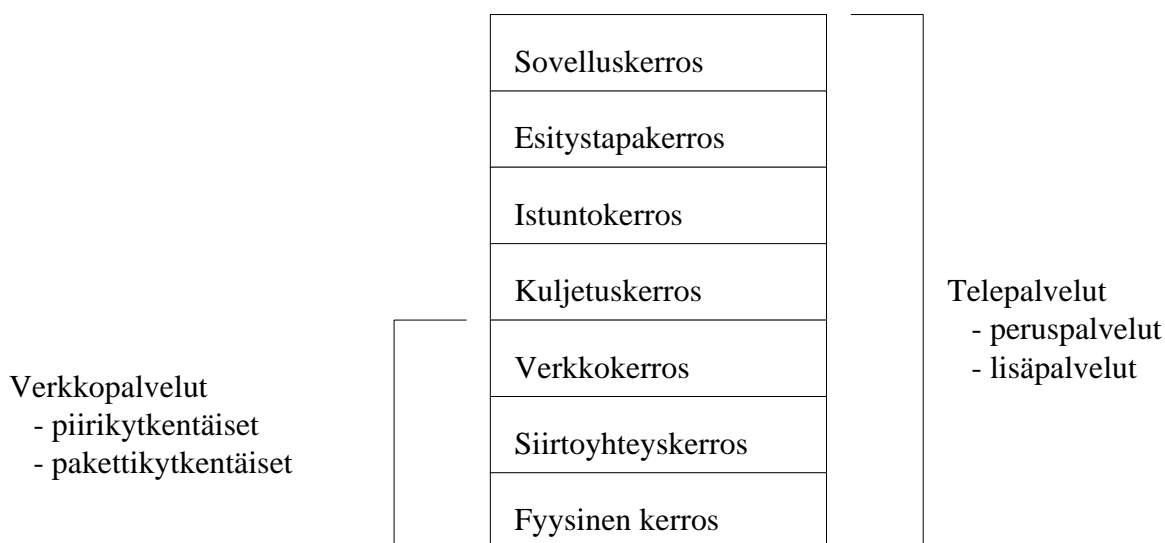 Sovelluskerros
Esitystapakerros
Istuntokerros
Kuljetuskerros
Verkkokerros
Siirtoyhteyskerros
Fyysinen kerros
Verkkopalvelut
- piirikytkentäiset
- pakettikytkentäiset
Telepalvelut
- peruspalvelut
- lisäpalvelut